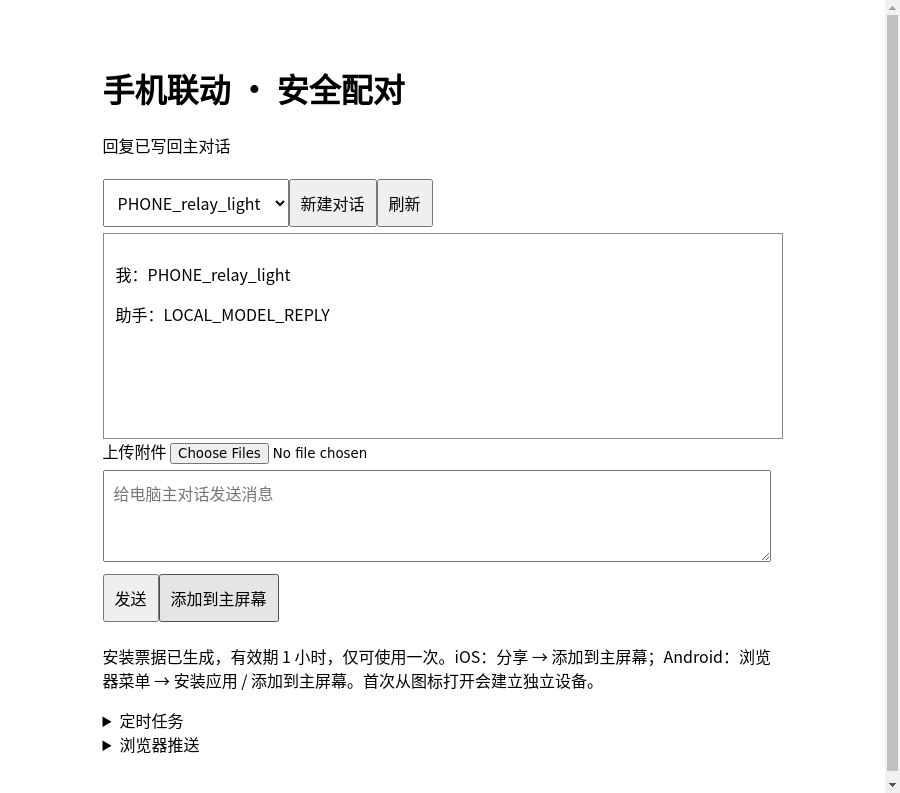 手机联动 · 安全配对
回复已写回主对话
PHONE_relay_light 新建对话 刷新
我：PHONE_relay_light
助手：LOCAL_MODEL_REPLY
上传附件 Choose Files No file chosen
给电脑主对话发送消息
发送 添加到主屏幕
安装票据已生成，有效期 1 小时，仅可使用一次。iOS：分享 → 添加到主屏幕；Android：浏览
器菜单 → 安装应用 / 添加到主屏幕。首次从图标打开会建立独立设备。
定时任务
浏览器推送